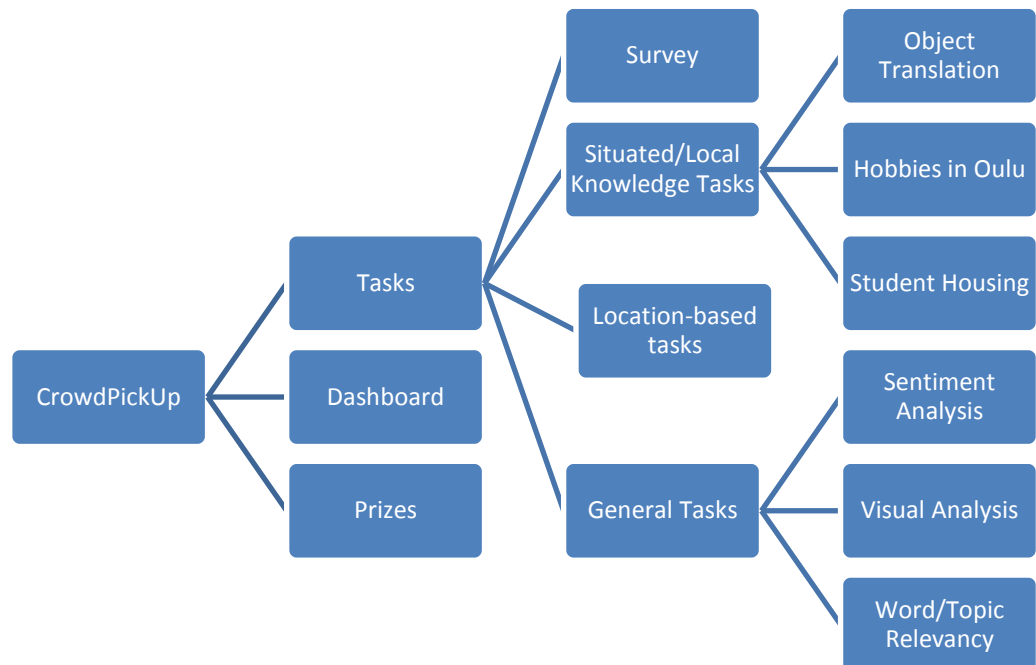 CrowdPickUp
Tasks
Dashboard
Prizes
Survey
Situated/Local
Knowledge Tasks
Location-based
tasks
General Tasks
Object
Translation
Hobbies in Oulu
Student Housing
Sentiment
Analysis
Visual Analysis
Word/Topic
Relevancy